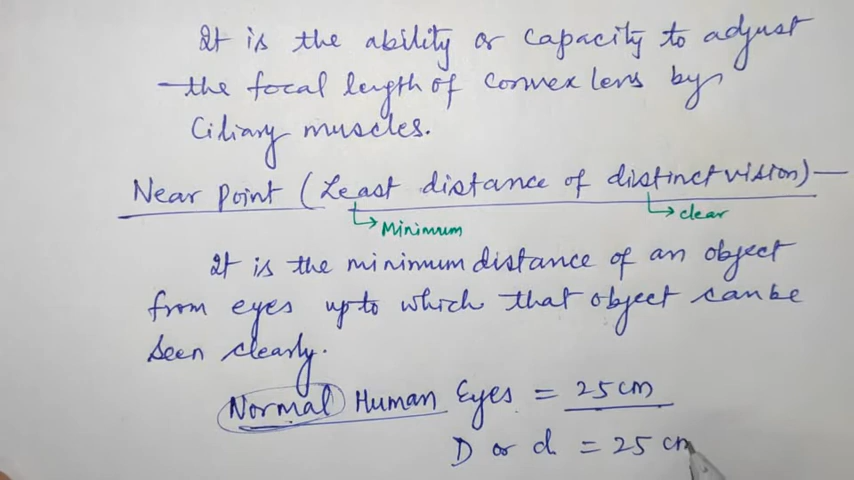 It is the ability or capacity to adjust
the focal length of convex lens by
Ciliary muscles.
Near Point (Least distance of distinct vision) —
Minimum
clear
It is the minimum distance of an object
from eyes upto which that object can be
seen clearly.
Normal Human Eyes = 25 cm
D or d = 25 cm